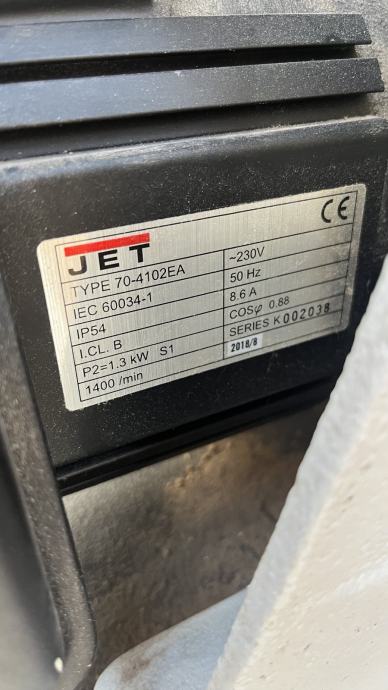 CE
JET
TYPE 70-4102EA
~230V
IEC 60034-1
50 Hz
IP54
8.6 A
I.CL. B
COSφ 0.88
P2=1.3 kW S1
SERIES K 002038
1400 /min
2018/8